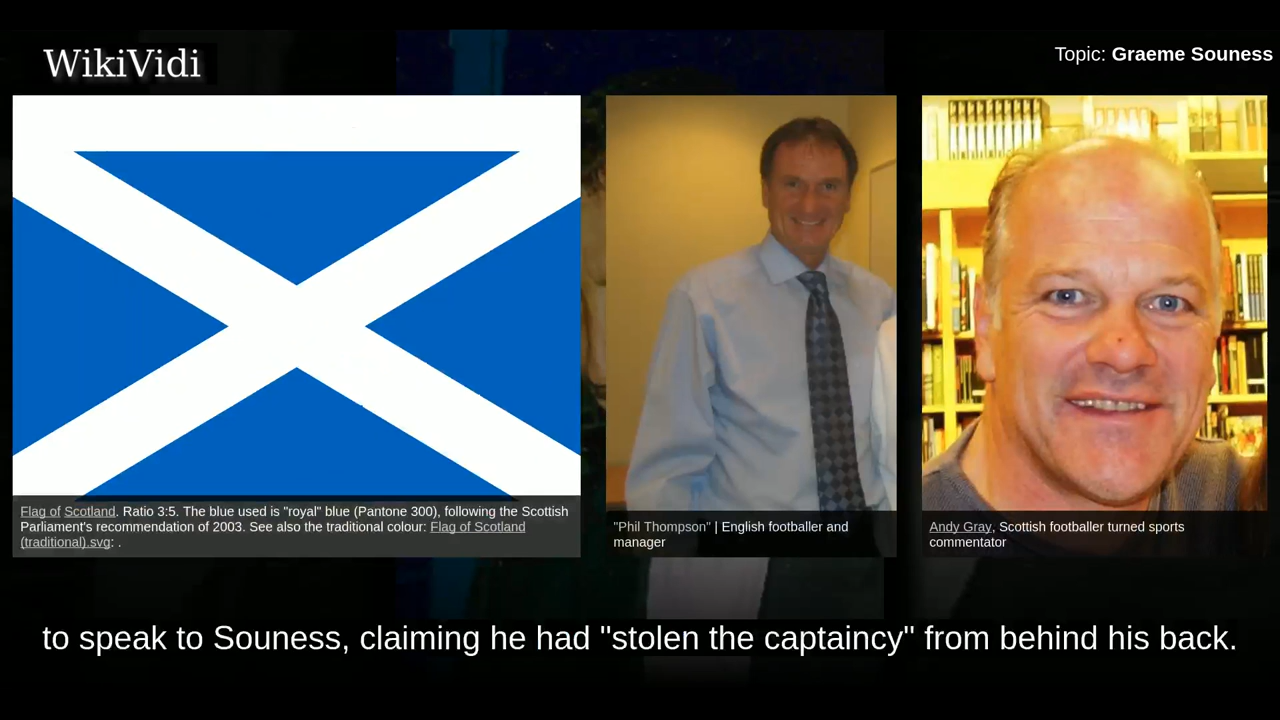 WikiVidi
Topic: Graeme Souness
Flag of Scotland. Ratio 3:5. The blue used is "royal" blue (Pantone 300), following the Scottish
Parliament's recommendation of 2003. See also the traditional colour: Flag of Scotland
(traditional).svg: .
"Phil Thompson" | English footballer and
manager
Andy Gray, Scottish footballer turned sports
commentator
to speak to Souness, claiming he had "stolen the captaincy" from behind his back.